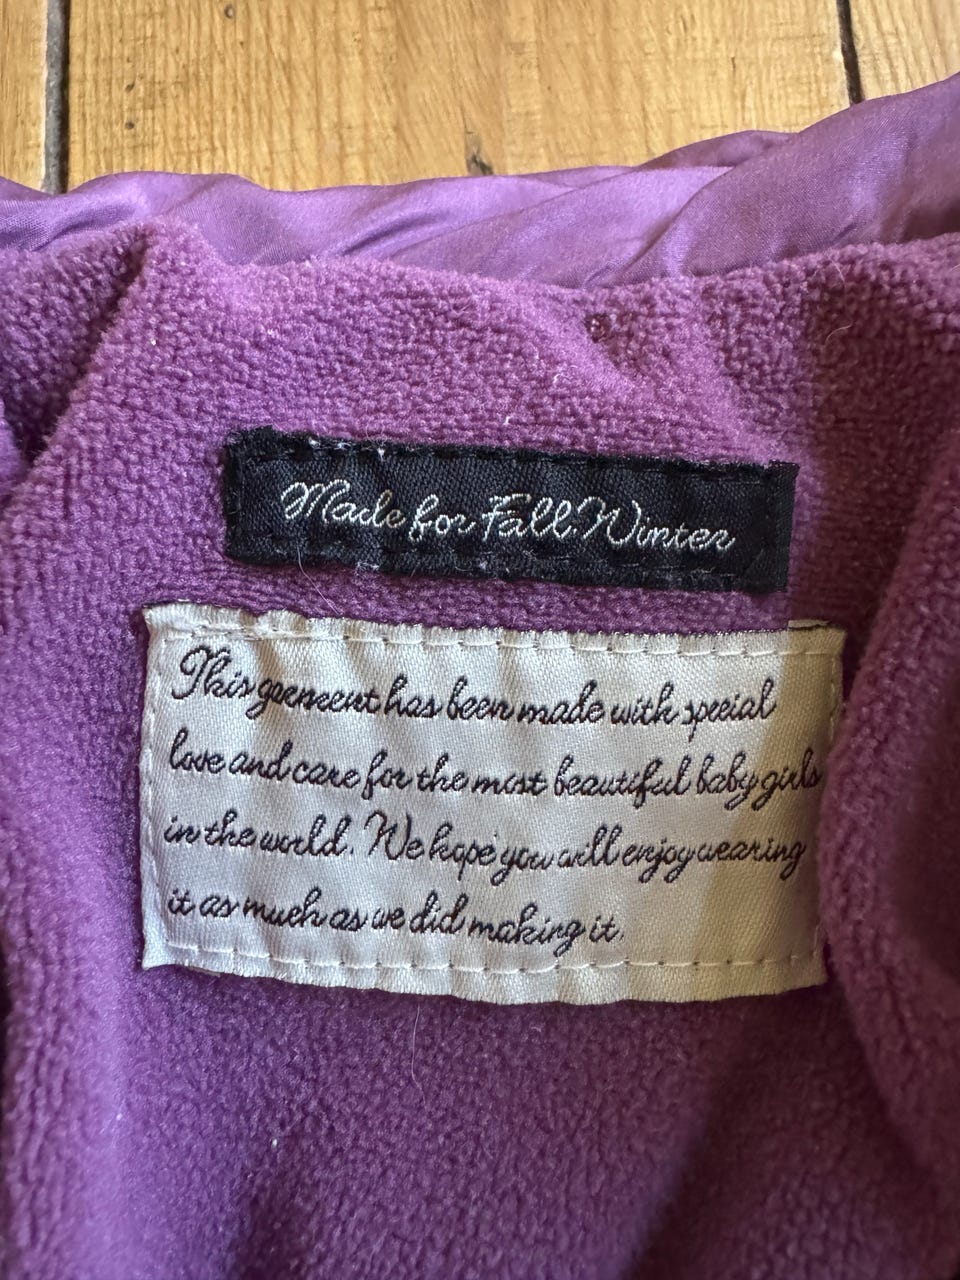 Made for Fall Winter
This garment has been made with special
love and care for the most beautiful baby girls
in the world. We hope you will enjoy wearing
it as much as we did making it.